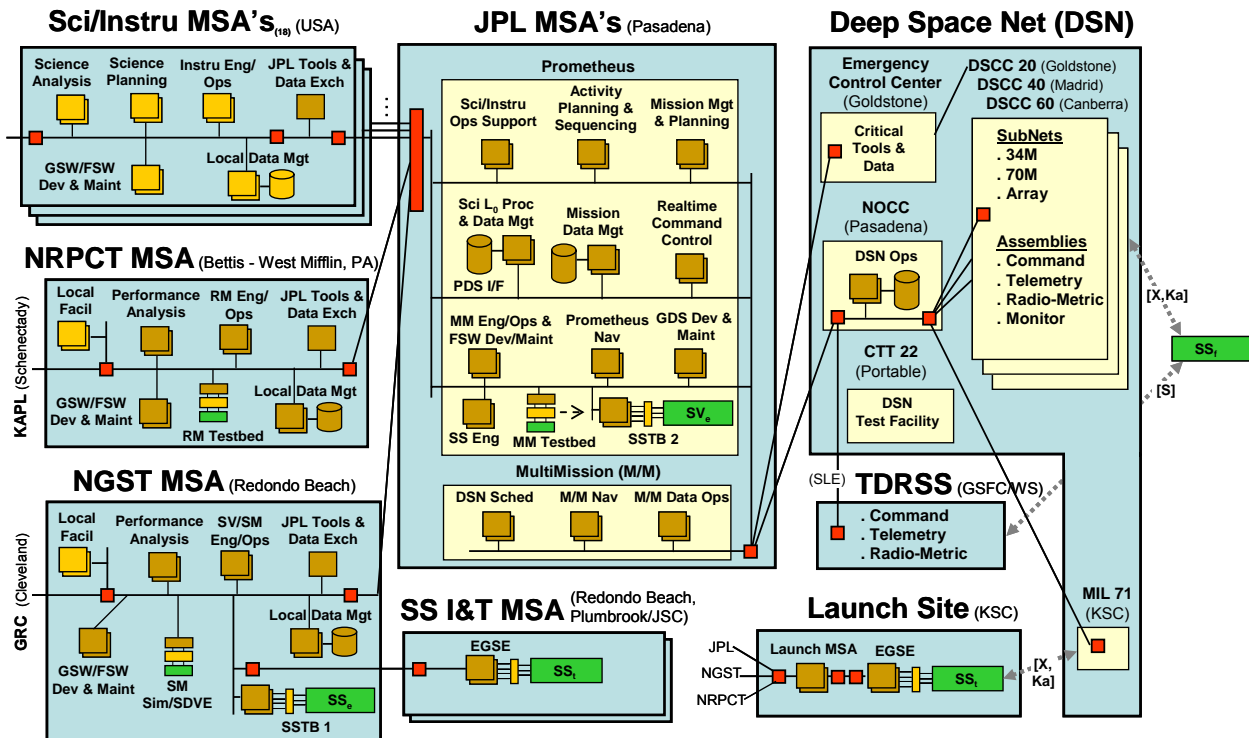 Sci/Instru MSA's(18) (USA)
Science
Analysis
Science
Planning
Instru Eng/
Ops
JPL Tools &
Data Exch
GSW/FSW
Dev & Maint
Local Data Mgt
NRPCT MSA (Bettis - West Mifflin, PA)
Local
Facil
Performance
Analysis
RM Eng/
Ops
JPL Tools &
Data Exch
KAPL (Schenectady)
GSW/FSW
Dev & Maint
RM Testbed
Local Data Mgt
NGST MSA (Redondo Beach)
Local
Facil
Performance
Analysis
SV/SM
Eng/Ops
JPL Tools &
Data Exch
GRC (Cleveland)
GSW/FSW
Dev & Maint
SM
Sim/SDVE
Local Data Mgt
SSe
SSTB 1
JPL MSA's (Pasadena)
Prometheus
Sci/Instru
Ops Support
Activity
Planning &
Sequencing
Mission Mgt
& Planning
Sci L0 Proc
& Data Mgt
PDS I/F
Mission
Data Mgt
Realtime
Command
Control
MM Eng/Ops &
FSW Dev/Maint
Prometheus
Nav
GDS Dev &
Maint
SS Eng
MM Testbed
SVe
SSTB 2
MultiMission (M/M)
DSN Sched
M/M Nav
M/M Data Ops
SS I&T MSA (Redondo Beach,
Plumbrook/JSC)
EGSE
SSt
Deep Space Net (DSN)
Emergency
Control Center
(Goldstone)
Critical
Tools &
Data
DSCC 20 (Goldstone)
DSCC 40 (Madrid)
DSCC 60 (Canberra)
SubNets
. 34M
. 70M
. Array
Assemblies
. Command
. Telemetry
. Radio-Metric
. Monitor
NOCC
(Pasadena)
DSN Ops
CTT 22
(Portable)
DSN
Test Facility
[X,Ka]
SSf
[S]
(SLE)
TDRSS (GSFC/WS)
. Command
. Telemetry
. Radio-Metric
Launch Site (KSC)
JPL
NGST
NRPCT
Launch MSA
EGSE
SSt
[X,
Ka]
MIL 71
(KSC)